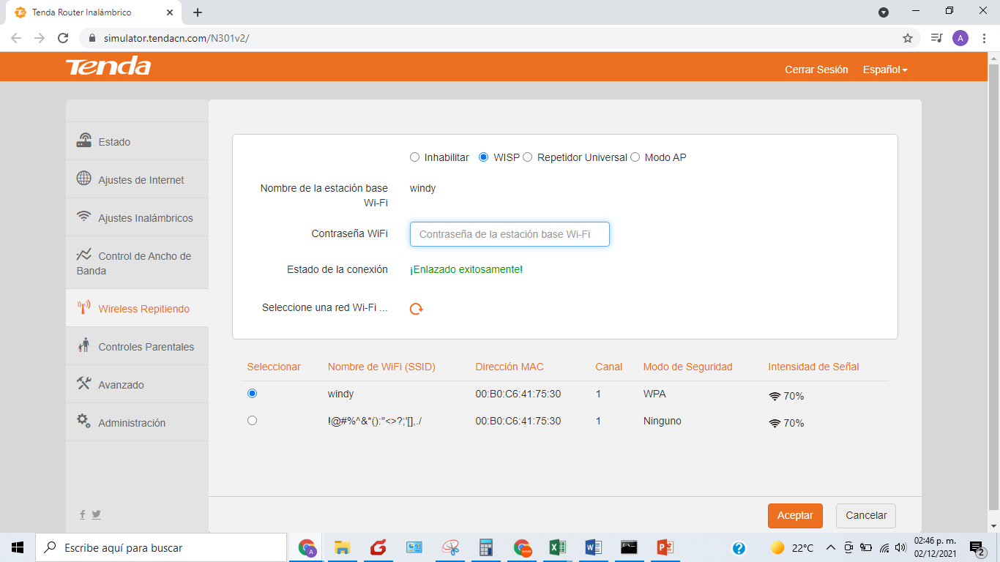 Tenda Router Inalámbrico
simulator.tendacn.com/N301v2/
A
Tenda
Cerrar Sesión
Español
Estado
Ajustes de Internet
Ajustes Inalámbricos
Control de Ancho de
Banda
Wireless Repitiendo
Controles Parentales
Avanzado
Administración
Inhabilitar
WISP
Repetidor Universal
Modo AP
Nombre de la estación base
Wi-Fi
windy
Contraseña WiFi
Contraseña de la estación base Wi-Fi
Estado de la conexión
¡Enlazado exitosamente!
Seleccione una red Wi-Fi ...
Seleccionar Nombre de WiFi (SSID) Dirección MAC Canal Modo de Seguridad Intensidad de Señal
windy 00:B0:C6:41:75:30 1 WPA 70%
!@#%^&*():"<>?;'[],./ 00:B0:C6:41:75:30 1 Ninguno 70%
Aceptar
Cancelar
Escribe aquí para buscar
22°C
02:46 p. m.
02/12/2021
2